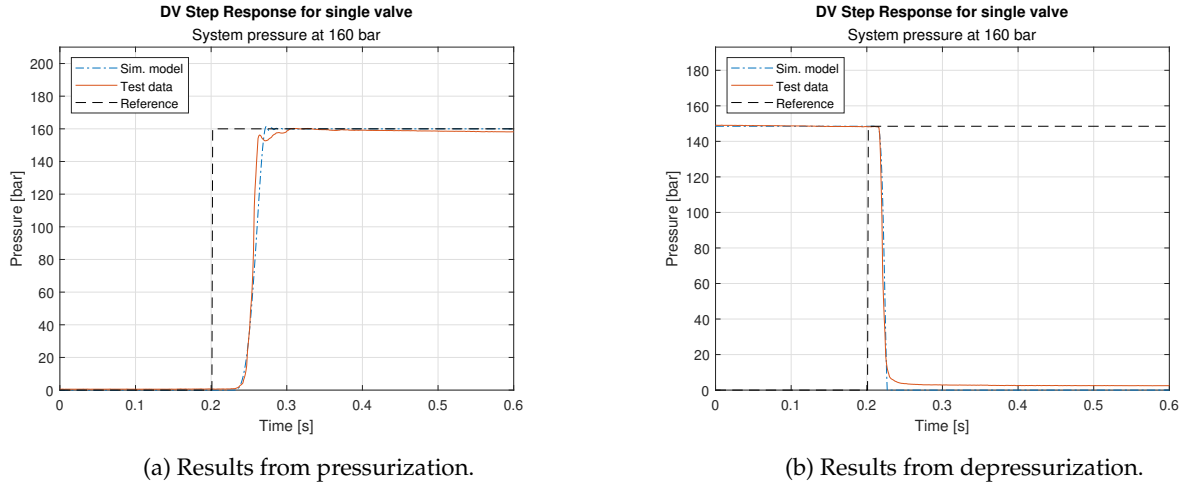 DV Step Response for single valve
System pressure at 160 bar
Sim. model
Test data
Reference
200
180
160
140
120
100
80
60
40
20
0
Pressure [bar]
0 0.1 0.2 0.3 0.4 0.5 0.6
Time [s]
(a) Results from pressurization.
DV Step Response for single valve
System pressure at 160 bar
Sim. model
Test data
Reference
180
160
140
120
100
80
60
40
20
0
Pressure [bar]
0 0.1 0.2 0.3 0.4 0.5 0.6
Time [s]
(b) Results from depressurization.